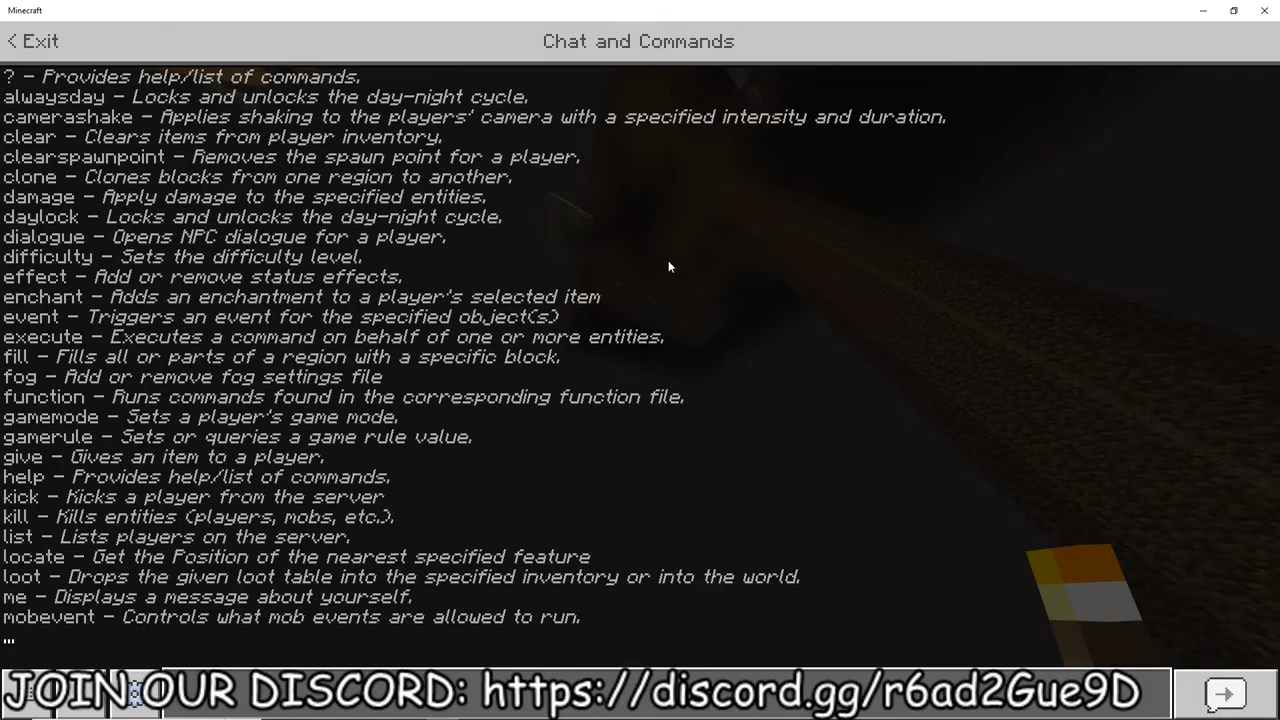 Minecraft
< Exit
Chat and Commands
? - Provides help/list of commands.
alwaysday - Locks and unlocks the day-night cycle.
camerashake - Applies shaking to the players' camera with a specified intensity and duration.
clear - Clears items from player inventory.
clearspawnpoint - Removes the spawn point for a player.
clone - Clones blocks from one region to another.
damage - Apply damage to the specified entities.
daylock - Locks and unlocks the day-night cycle.
dialogue - Opens NPC dialogue for a player.
difficulty - Sets the difficulty level.
effect - Add or remove status effects.
enchant - Adds an enchantment to a player's selected item
event - Triggers an event for the specified object(s)
execute - Executes a command on behalf of one or more entities.
fill - Fills all or parts of a region with a specific block.
fog - Add or remove fog settings file
function - Runs commands found in the corresponding function file.
gamemode - Sets a player's game mode.
gamerule - Sets or queries a game rule value.
give - Gives an item to a player.
help - Provides help/list of commands.
kick - Kicks a player from the server
kill - Kills entities (players, mobs, etc.).
list - Lists players on the server.
locate - Get the Position of the nearest specified feature
loot - Drops the given loot table into the specified inventory or into the world.
me - Displays a message about yourself.
mobevent - Controls what mob events are allowed to run.
JOIN OUR DISCORD: https://discord.gg/r6ad2Gue9D